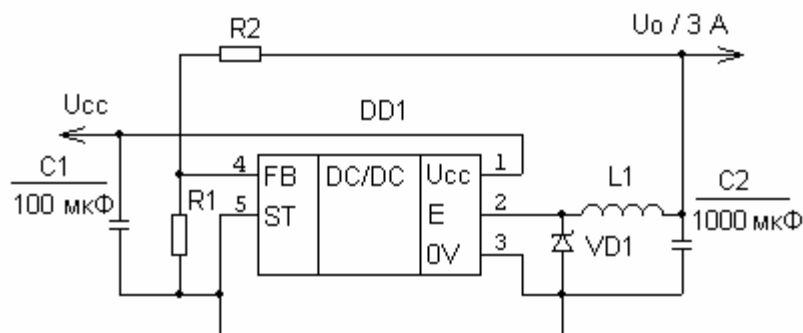 R2
Uo / 3 A
Ucc
DD1
C1
100 мкФ
R1
4
FB
DC/DC
Ucc
1
5
ST
E
2
0V
3
L1
VD1
C2
1000 мкФ